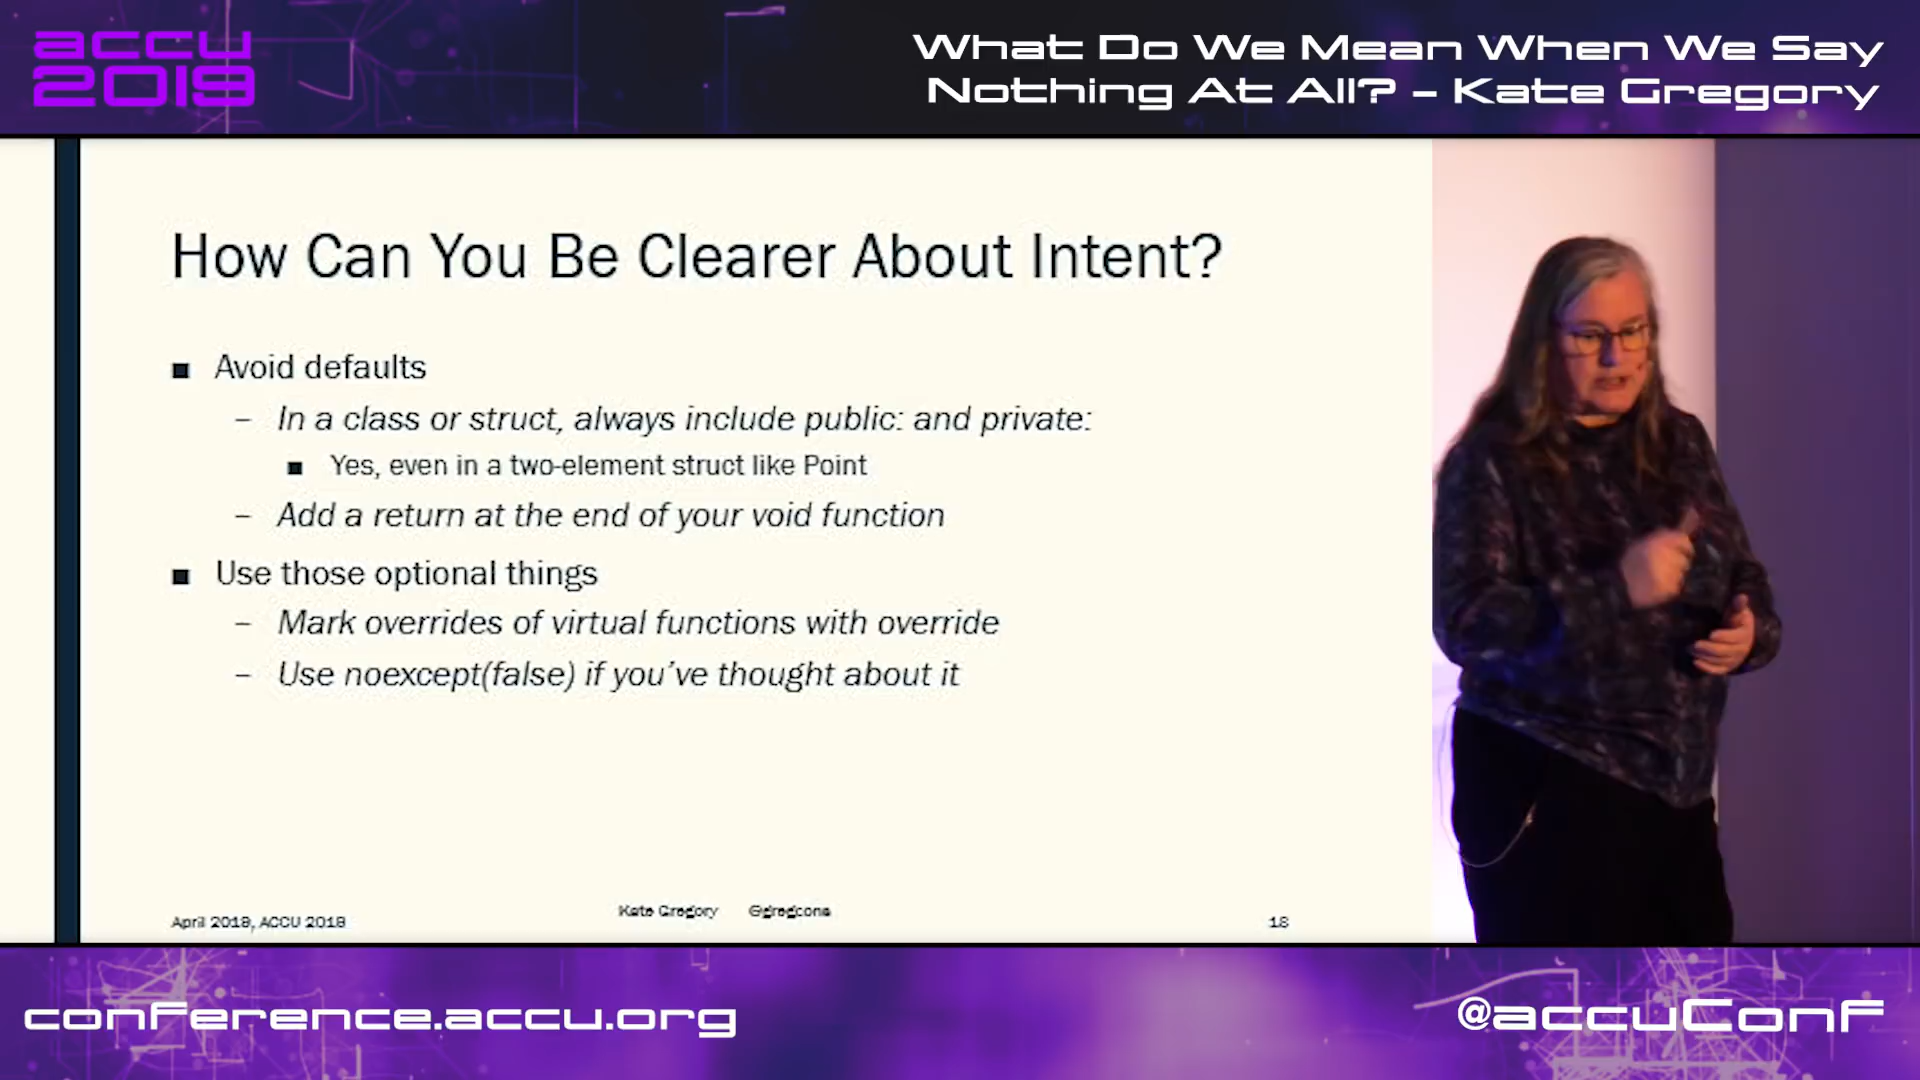 accu
2019
What Do We Mean When We Say
Nothing At All? – Kate Gregory
How Can You Be Clearer About Intent?
■ Avoid defaults
– In a class or struct, always include public: and private:
■ Yes, even in a two-element struct like Point
– Add a return at the end of your void function
■ Use those optional things
– Mark overrides of virtual functions with override
– Use noexcept(false) if you've thought about it
April 2019, ACCU 2019
Kate Gregory @gregcons
18
conference.accu.org
@accuConf